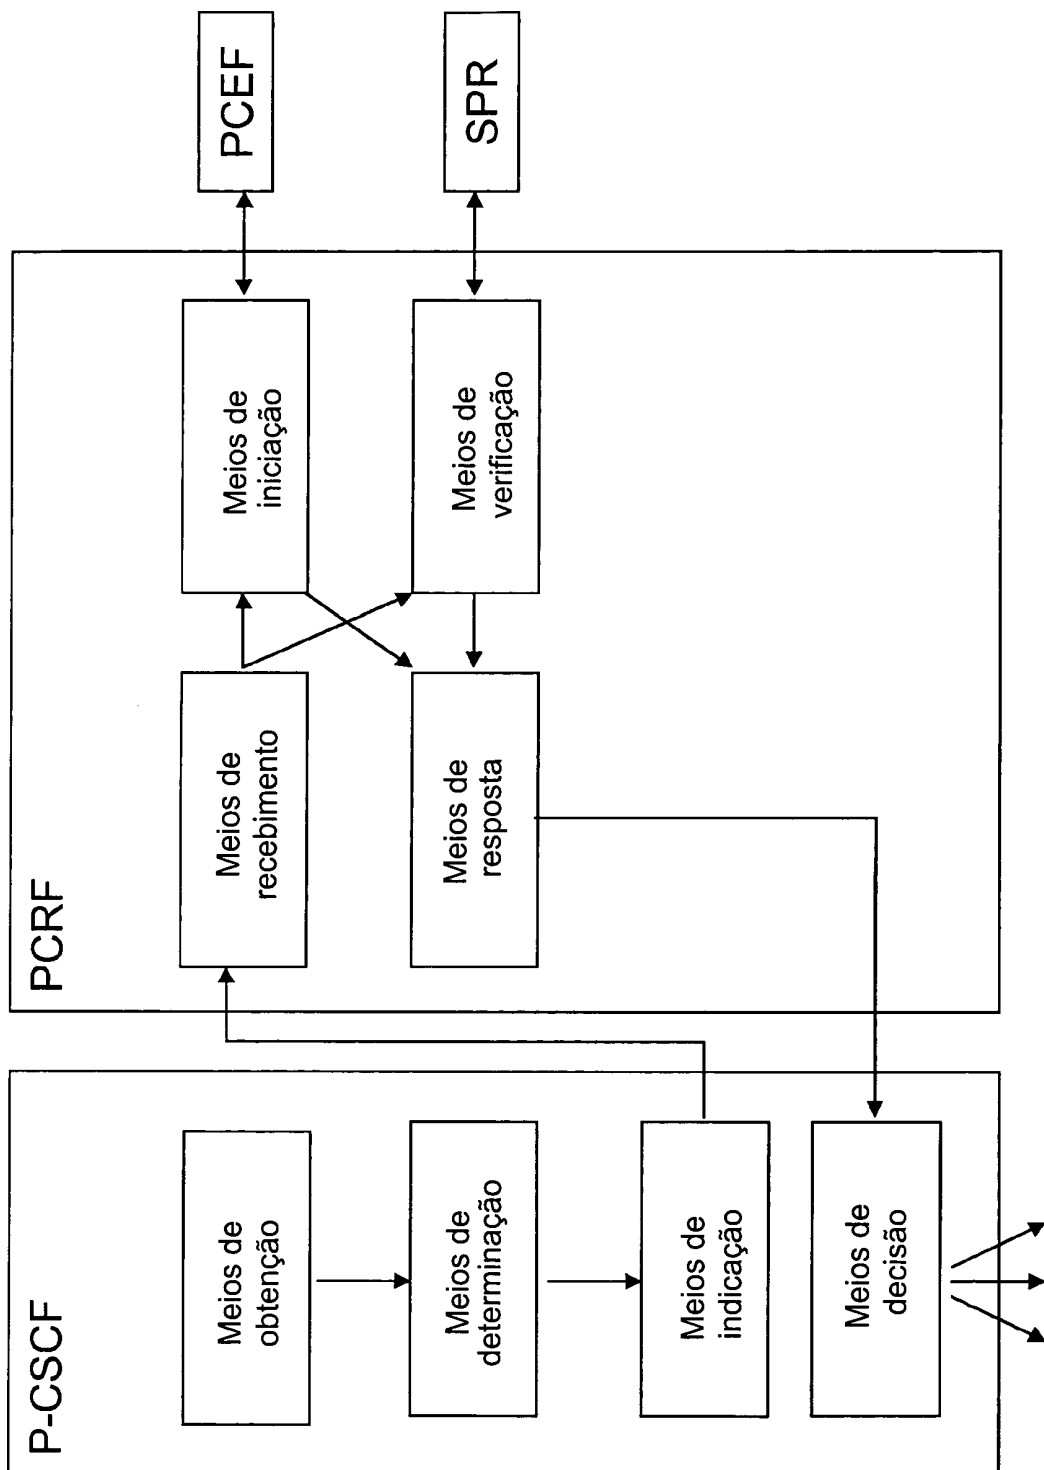 P-CSCF
Meios de
obtenção
Meios de
determinação
Meios de
indicação
Meios de
decisão
PCRF
Meios de
recebimento
Meios de
resposta
Meios de
iniciação
Meios de
verificação
PCEF
SPR